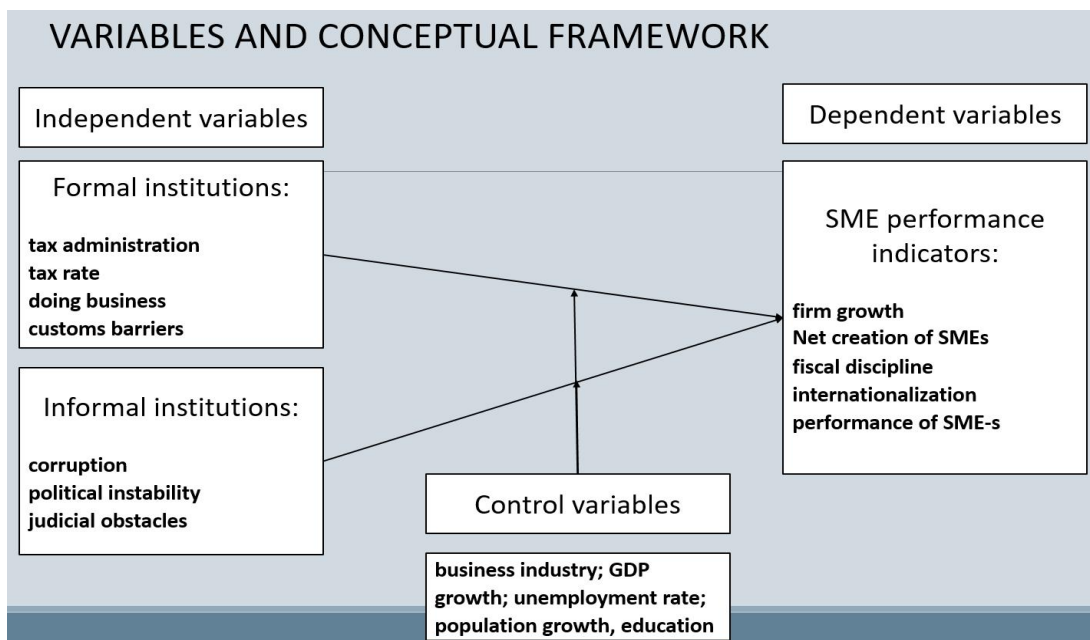 VARIABLES AND CONCEPTUAL FRAMEWORK
Independent variables
Formal institutions:
tax administration
tax rate
doing business
customs barriers
Informal institutions:
corruption
political instability
judicial obstacles
Control variables
business industry; GDP
growth; unemployment rate;
population growth, education
Dependent variables
SME performance
indicators:
firm growth
Net creation of SMEs
fiscal discipline
internationalization
performance of SME-s